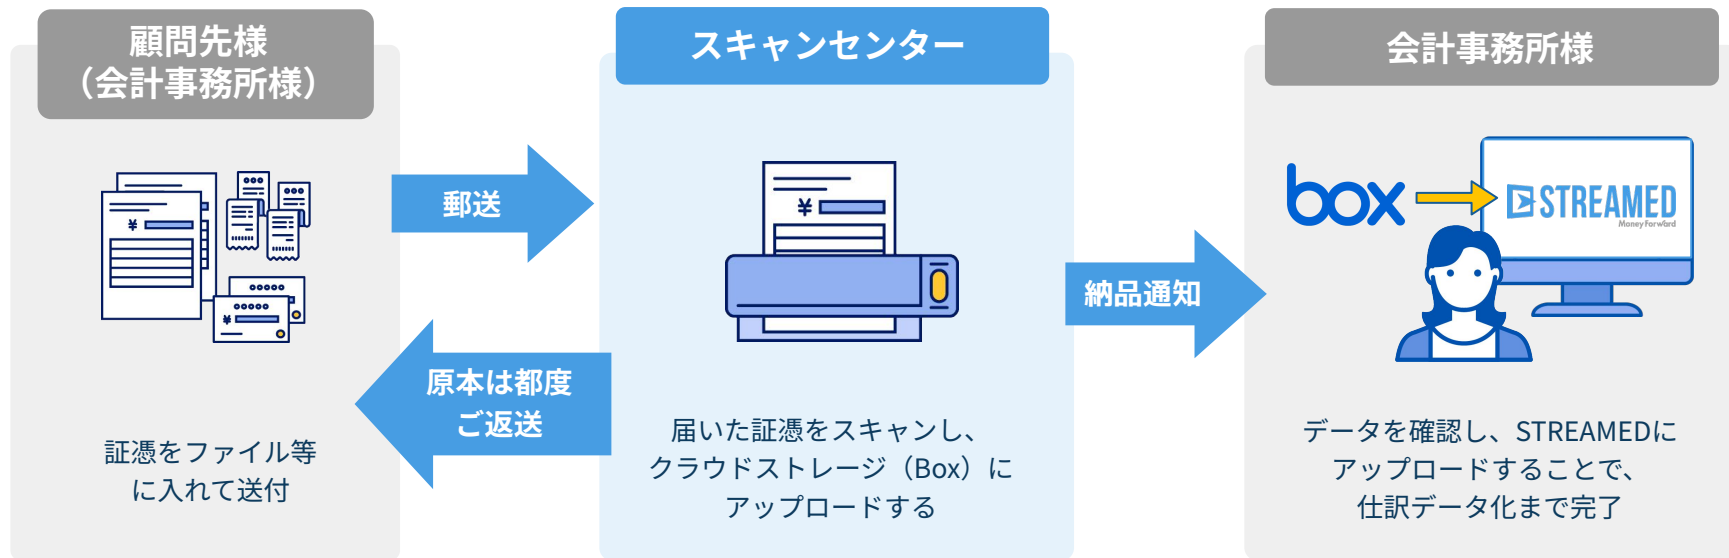 顧問先様
（会計事務所様）
証憑をファイル等
に入れて送付
郵送
原本は都度
ご返送
スキャンセンター
¥
届いた証憑をスキャンし、
クラウドストレージ（Box）に
アップロードする
納品通知
会計事務所様
box
STREAMED
Money Forward
データを確認し、STREAMEDに
アップロードすることで、
仕訳データ化まで完了